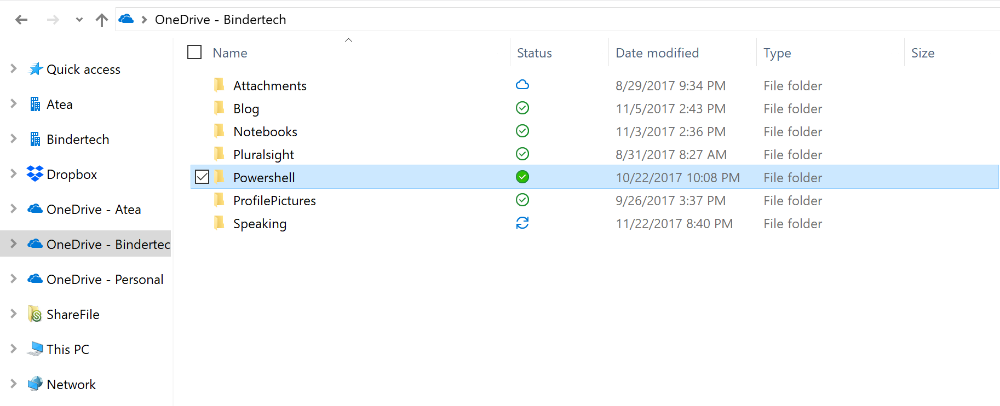 OneDrive - Bindertech
Name Status Date modified Type Size
Quick access
Atea
Bindertech
Dropbox
OneDrive - Atea
OneDrive - Bindertec
OneDrive - Personal
ShareFile
This PC
Network
Attachments 8/29/2017 9:34 PM File folder
Blog 11/5/2017 2:43 PM File folder
Notebooks 11/3/2017 2:36 PM File folder
Pluralsight 8/31/2017 8:27 AM File folder
Powershell 10/22/2017 10:08 PM File folder
ProfilePictures 9/26/2017 3:37 PM File folder
Speaking 11/22/2017 8:40 PM File folder